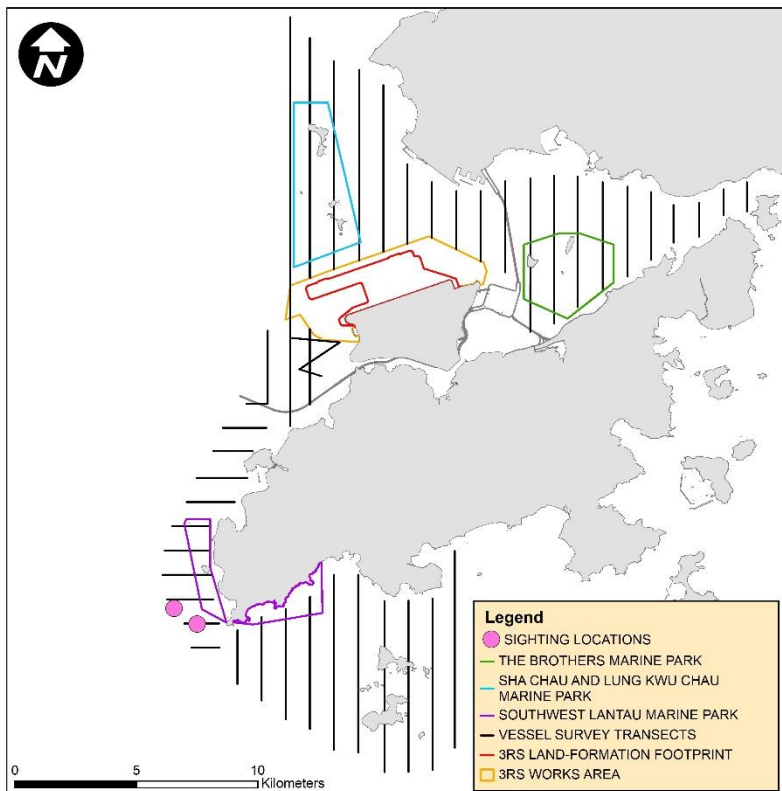 N
Legend
SIGHTING LOCATIONS
THE BROTHERS MARINE PARK
SHA CHAU AND LUNG KWU CHAU
MARINE PARK
SOUTHWEST LANTAU MARINE PARK
VESSEL SURVEY TRANSECTS
3RS LAND-FORMATION FOOTPRINT
3RS WORKS AREA
0 5 10
Kilometers